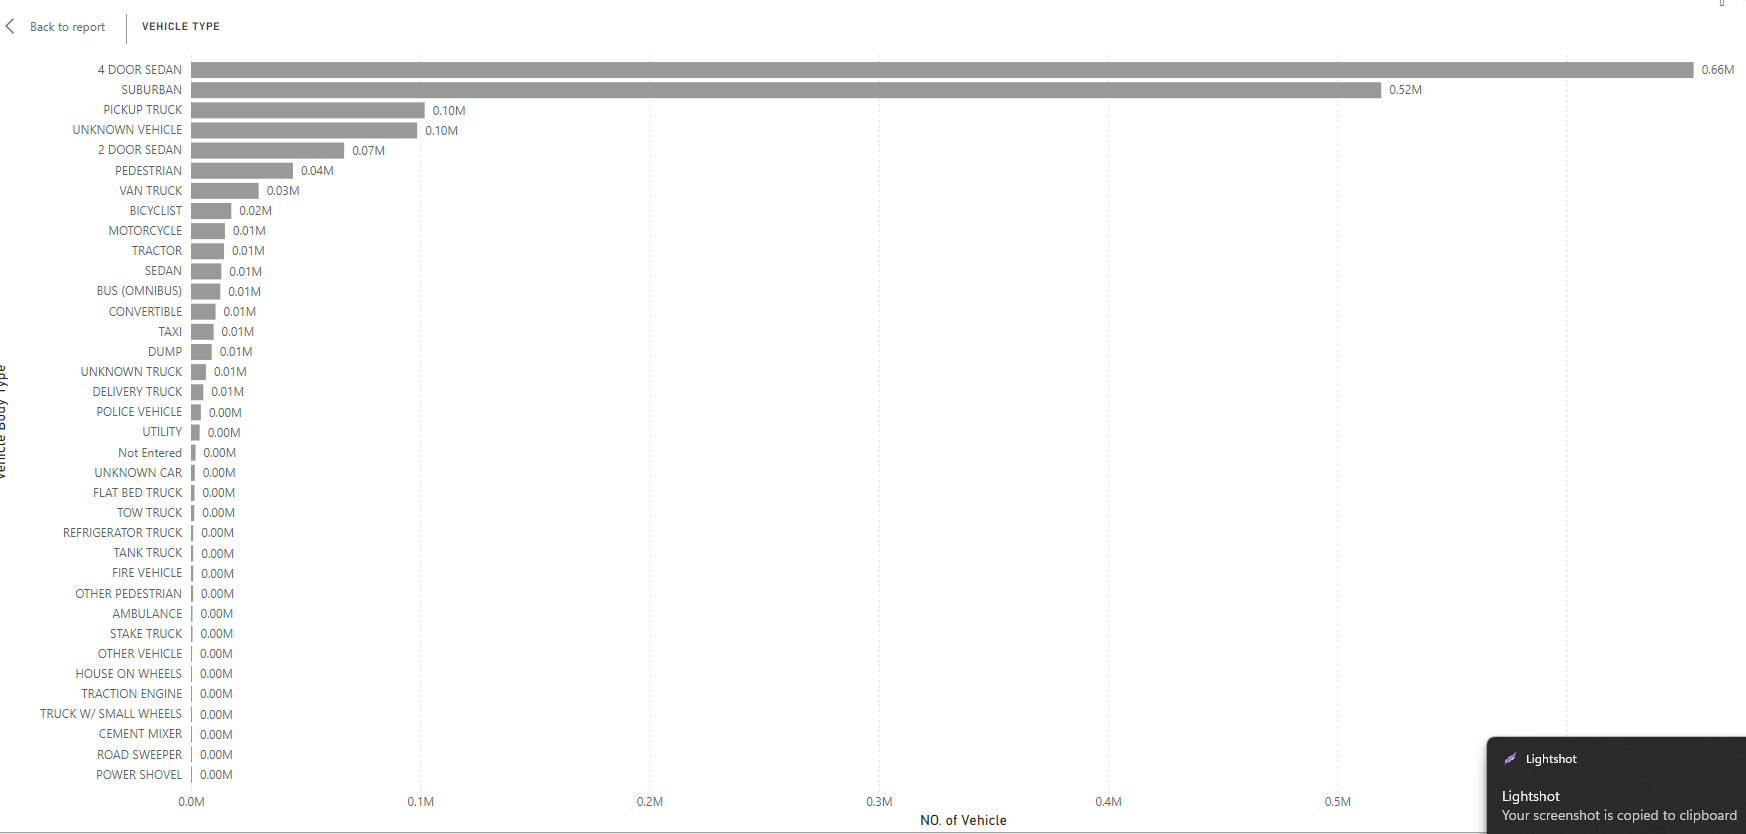 Back to report
VEHICLE TYPE
4 DOOR SEDAN 0.66M
SUBURBAN 0.52M
PICKUP TRUCK 0.10M
UNKNOWN VEHICLE 0.10M
2 DOOR SEDAN 0.07M
PEDESTRIAN 0.04M
VAN TRUCK 0.03M
BICYCLIST 0.02M
MOTORCYCLE 0.01M
TRACTOR 0.01M
SEDAN 0.01M
BUS (OMNIBUS) 0.01M
CONVERTIBLE 0.01M
TAXI 0.01M
DUMP 0.01M
UNKNOWN TRUCK 0.01M
DELIVERY TRUCK 0.01M
POLICE VEHICLE 0.00M
UTILITY 0.00M
Not Entered 0.00M
UNKNOWN CAR 0.00M
FLAT BED TRUCK 0.00M
TOW TRUCK 0.00M
REFRIGERATOR TRUCK 0.00M
TANK TRUCK 0.00M
FIRE VEHICLE 0.00M
OTHER PEDESTRIAN 0.00M
AMBULANCE 0.00M
STAKE TRUCK 0.00M
OTHER VEHICLE 0.00M
HOUSE ON WHEELS 0.00M
TRACTION ENGINE 0.00M
TRUCK W/ SMALL WHEELS 0.00M
CEMENT MIXER 0.00M
ROAD SWEEPER 0.00M
POWER SHOVEL 0.00M
Vehicle Body Type
0.0M 0.1M 0.2M 0.3M 0.4M 0.5M
NO. of Vehicle
Lightshot
Lightshot
Your screenshot is copied to clipboard